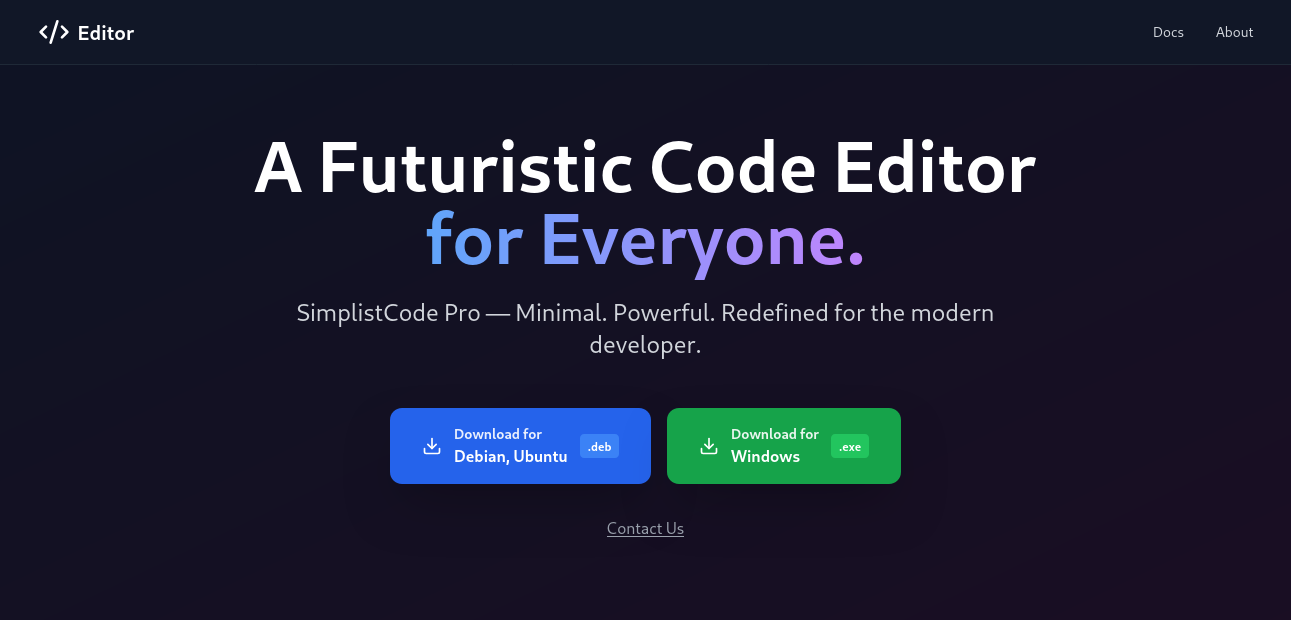 </> Editor
Docs
About
A Futuristic Code Editor
for Everyone.
SimplistCode Pro — Minimal. Powerful. Redefined for the modern
developer.
Download for
Debian, Ubuntu
.deb
Download for
Windows
.exe
Contact Us